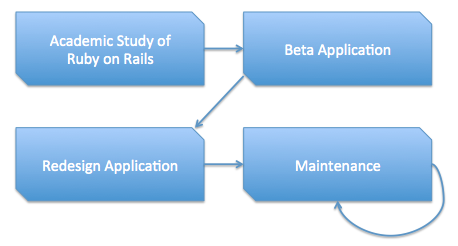 Academic Study of
Ruby on Rails
Beta Application
Redesign Application
Maintenance